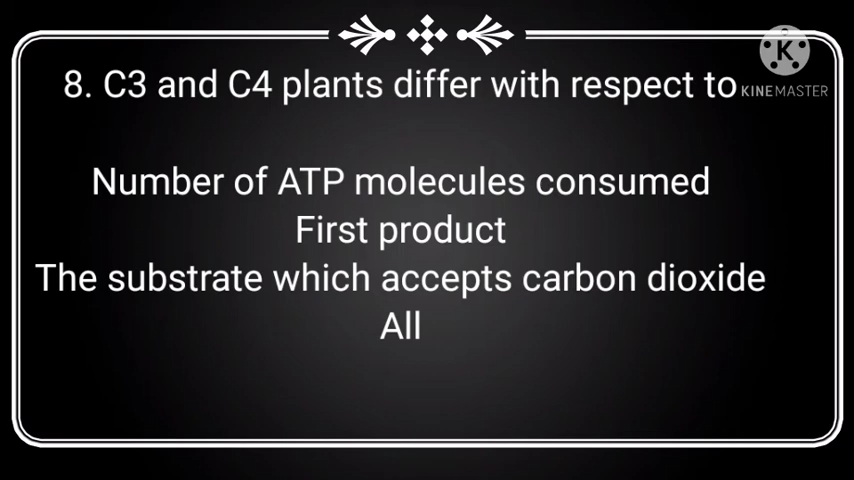 8. C3 and C4 plants differ with respect to
K
KINEMASTER
Number of ATP molecules consumed
First product
The substrate which accepts carbon dioxide
All